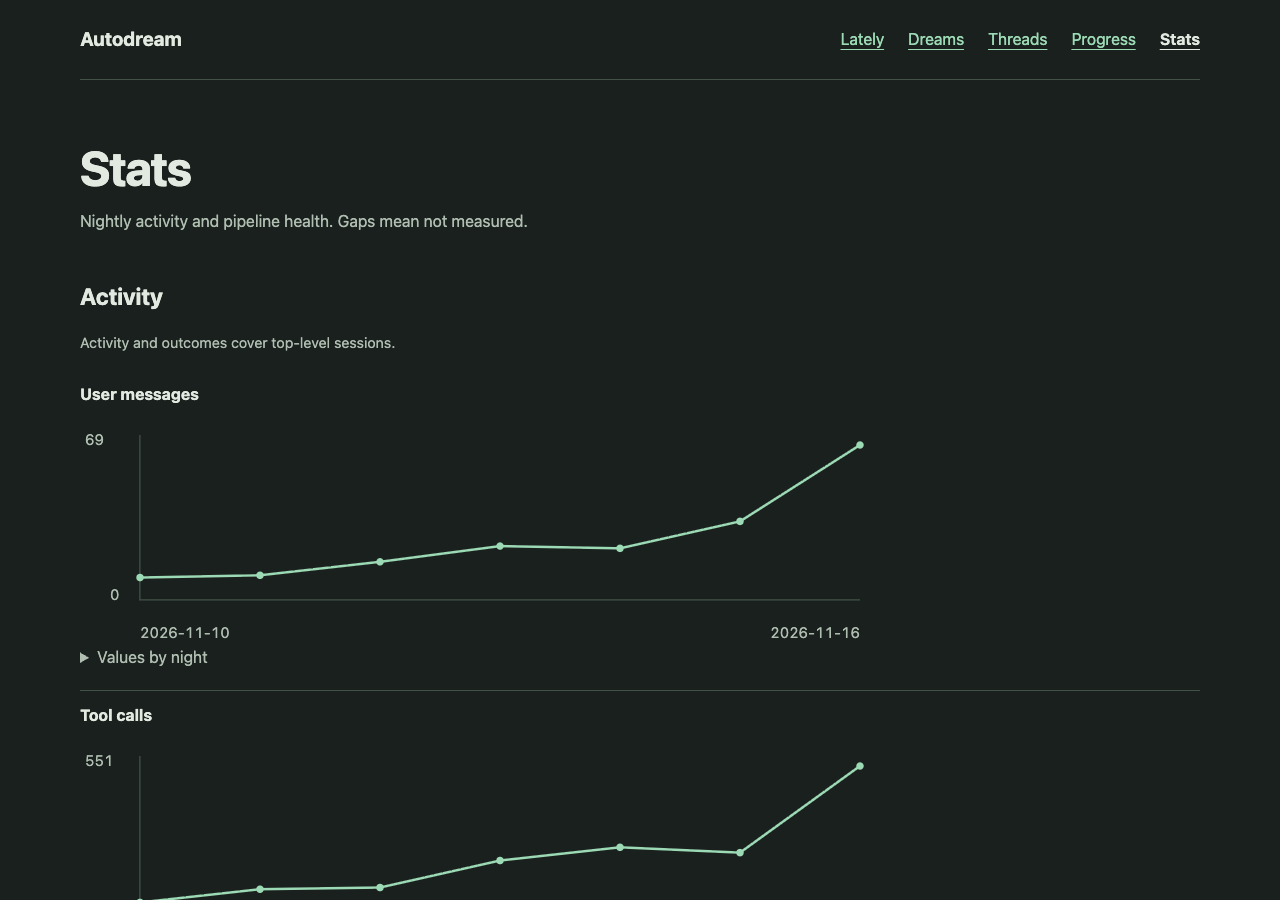 Autodream
Lately Dreams Threads Progress Stats
Stats
Nightly activity and pipeline health. Gaps mean not measured.
Activity
Activity and outcomes cover top-level sessions.
User messages
69
0
2026-11-10 2026-11-16
Values by night
Tool calls
551